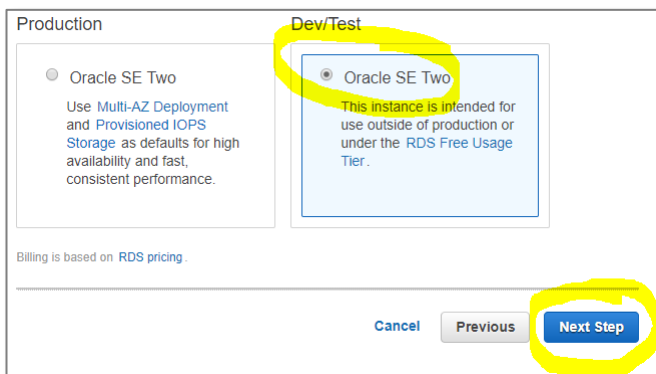 Production
Dev/Test
Oracle SE Two
Use Multi-AZ Deployment
and Provisioned IOPS
Storage as defaults for high
availability and fast,
consistent performance.
Oracle SE Two
This instance is intended for
use outside of production or
under the RDS Free Usage
Tier.
Billing is based on RDS pricing.
Cancel
Previous
Next Step